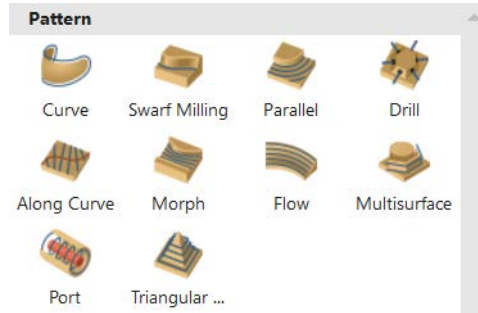 Pattern
Curve Swarf Milling Parallel Drill
Along Curve Morph Flow Multisurface
Port Triangular ...